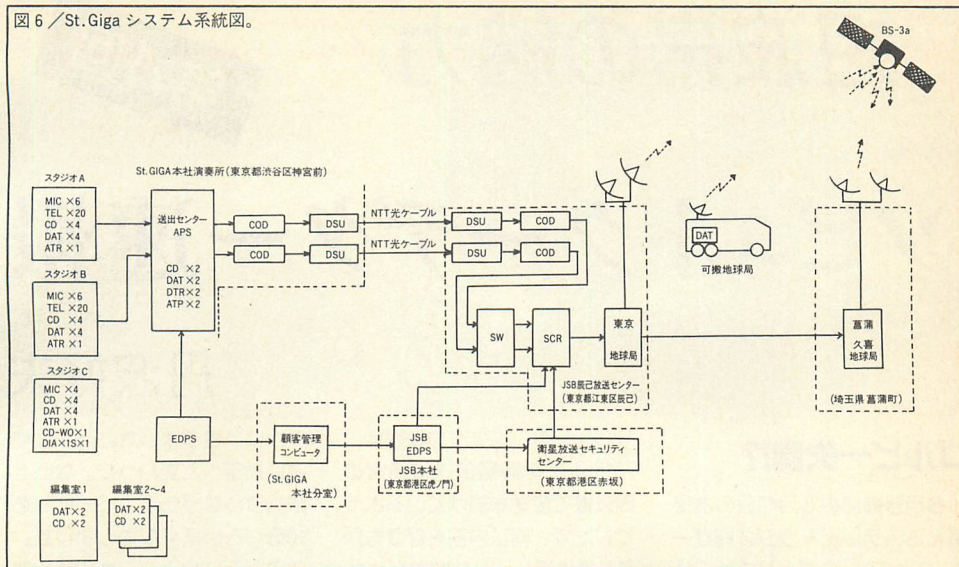 図6／St.Giga システム系統図。
BS-3a
St.GIGA本社演奏所(東京都渋谷区神宮前)
スタジオA
MIC ×6
TEL ×20
CD ×4
DAT ×4
ATR ×1
スタジオB
MIC ×6
TEL ×20
CD ×4
DAT ×4
ATR ×1
スタジオC
MIC ×4
CD ×4
DAT ×4
ATR ×1
CD-WO×1
DIA×1S×1
編集室1
DAT×2
CD ×2
編集室2〜4
DAT×2
CD ×2
送出センター
APS
CD ×2
DAT ×2
DTR ×2
ATP ×2
COD
DSU
NTT光ケーブル
DSU
COD
COD
DSU
NTT光ケーブル
DSU
COD
SW
SCR
東京
地球局
JSB辰己放送センター
(東京都江東区辰己)
DAT
可搬地球局
菖蒲
久喜
地球局
(埼玉県菖蒲町)
EDPS
顧客管理
コンピュータ
(St.GIGA
本社分室)
JSB
EDPS
JSB本社
(東京都港区虎ノ門)
衛星放送セキュリティ
センター
(東京都港区赤坂)